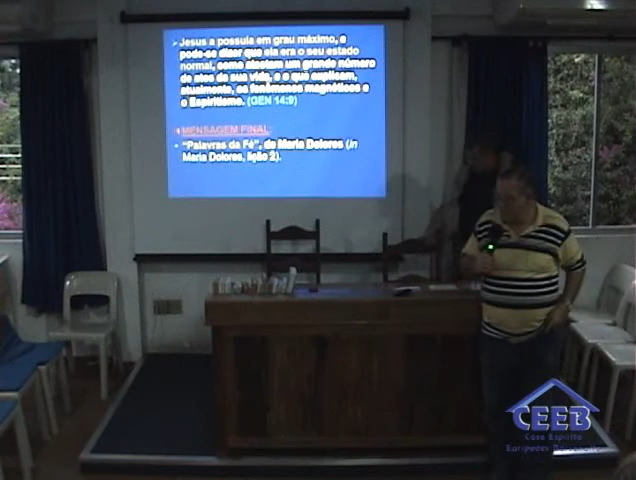 Jesus a possuía em grau máximo, e
pode-se dizer que ela era o seu estado
normal, como atestam um grande número
de atos da sua vida, e o que explicam,
atualmente, os fenômenos magnéticos e
o Espiritismo. (GEN 14:9)
MENSAGEM FINAL:
"Palavras da Fé", de Maria Dolores (in
Maria Dolores, lição 2).
CEEB
Casa Espírita
Eurípedes